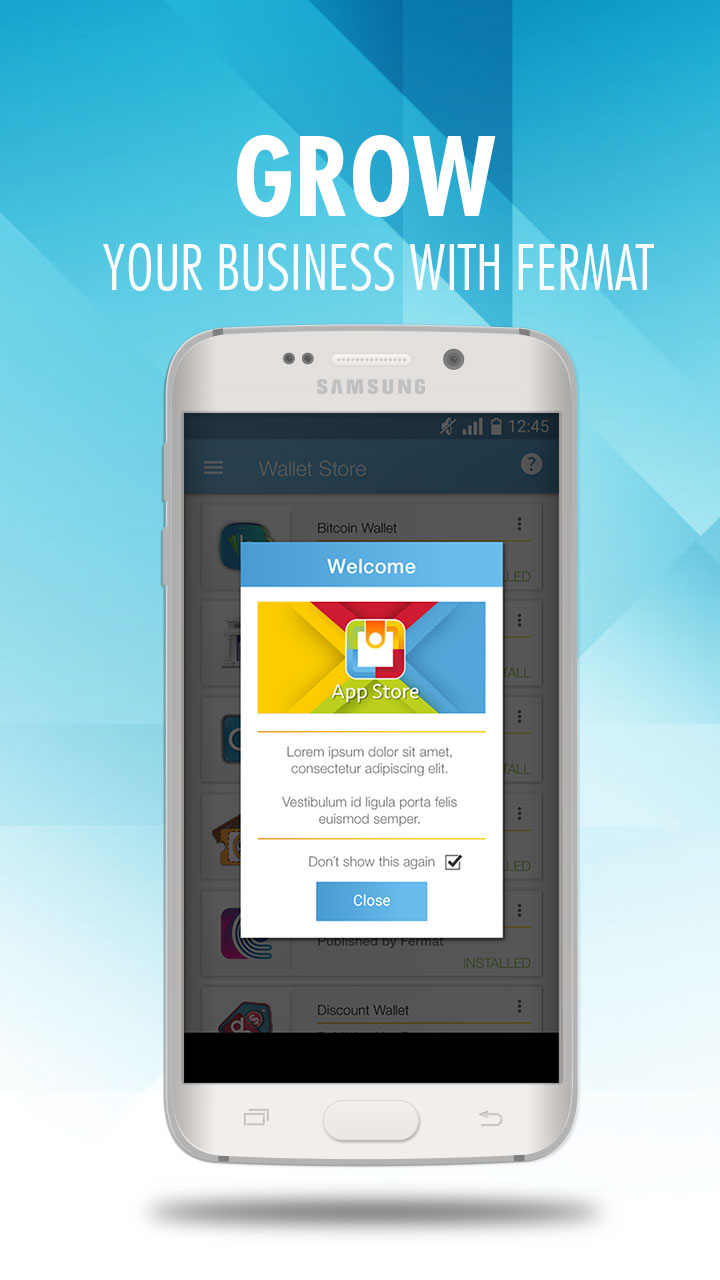 GROW
YOUR BUSINESS WITH FERMAT
SAMSUNG
12:45
Wallet Store
?
Bitcoin Wallet
LLED
Welcome
App Store
TALL
Lorem ipsum dolor sit amet,
consectetur adipiscing elit.
TALL
Vestibulum id ligula porta felis
euismod semper.
Don´t show this again
LLED
Close
Published by Fermat
INSTALLED
Discount Wallet